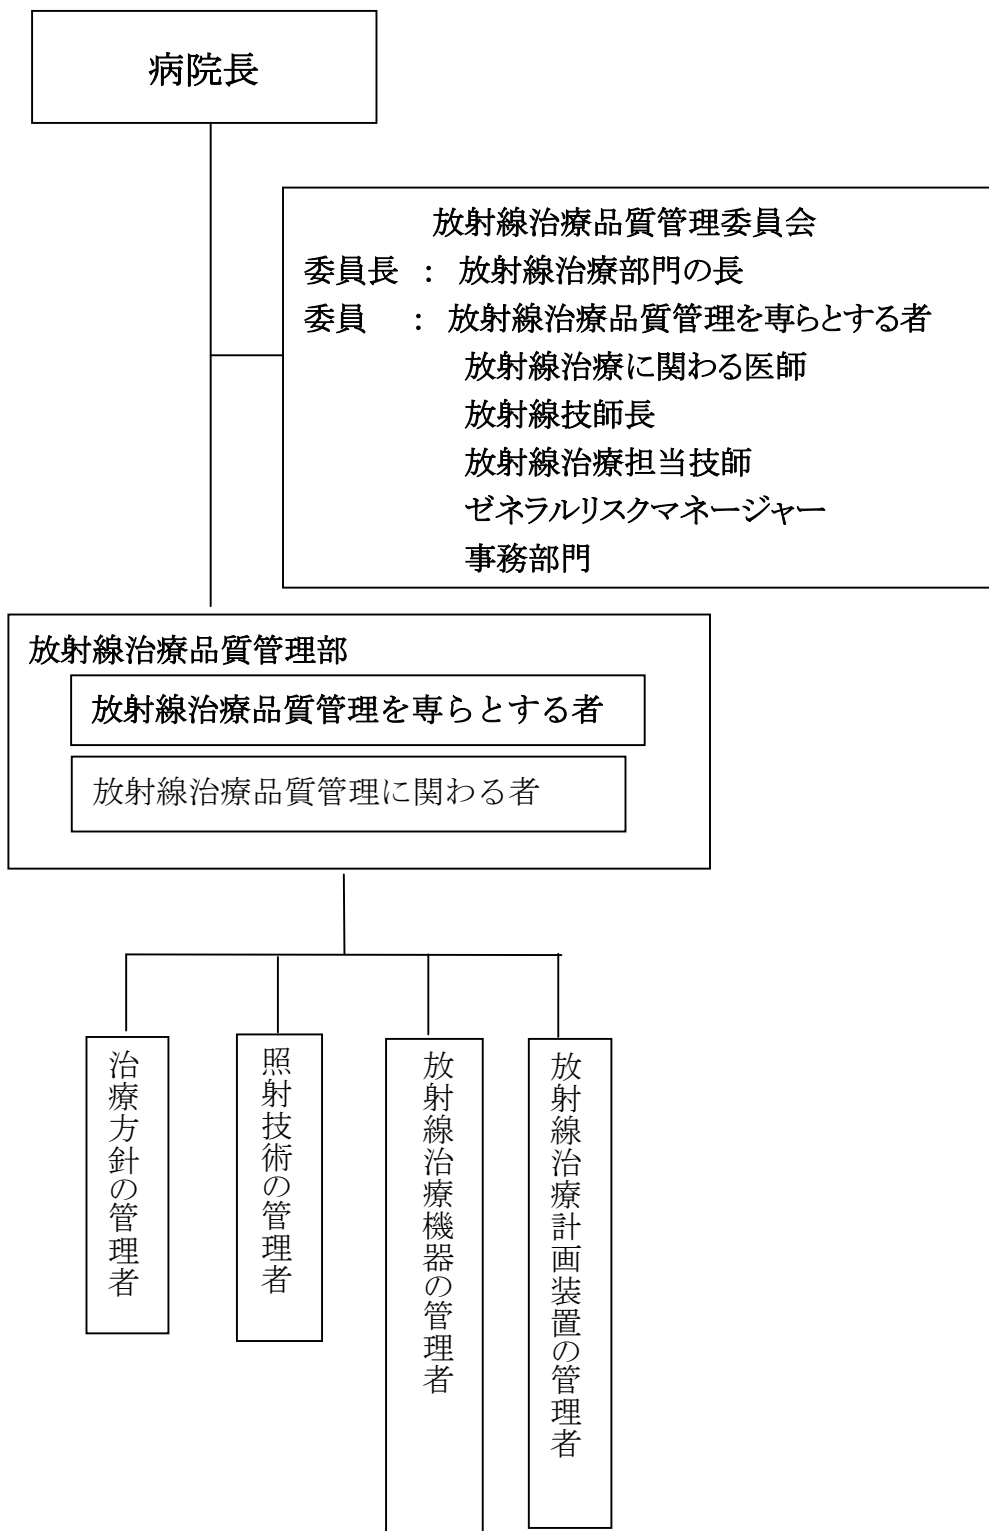 病院長
放射線治療品質管理委員会
委員長 : 放射線治療部門の長
委員 : 放射線治療品質管理を専らとする者
放射線治療に関わる医師
放射線技師長
放射線治療担当技師
ゼネラルリスクマネージャー
事務部門
放射線治療品質管理部
放射線治療品質管理を専らとする者
放射線治療品質管理に関わる者
治療方針の管理者
照射技術の管理者
放射線治療機器の管理者
放射線治療計画装置の管理者